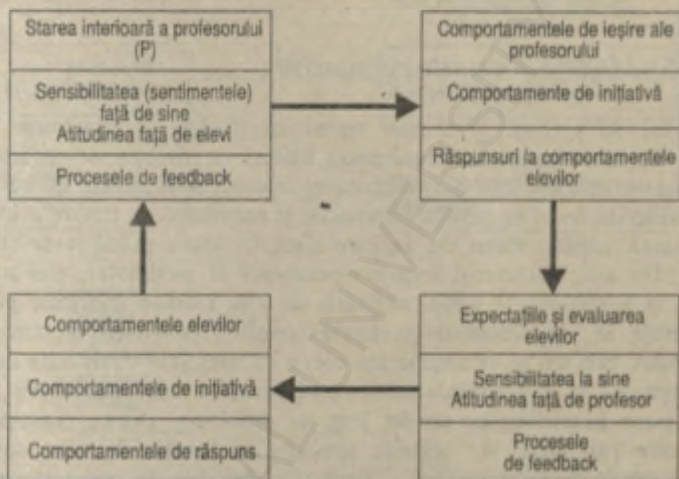 Starea interioară a profesorului
(P)
Sensibilitatea (sentimentele)
față de sine
Atitudinea față de elevi
Procesele de feedback
Comportamentele de ieșire ale
profesorului
Comportamente de inițiativă
Răspunsuri la comportamentele
elevilor
Comportamentele elevilor
Comportamentele de inițiativă
Comportamentele de răspuns
Expectațiile și evaluarea
elevilor
Sensibilitatea la sine
Atitudinea față de profesor
Procesele
de feedback